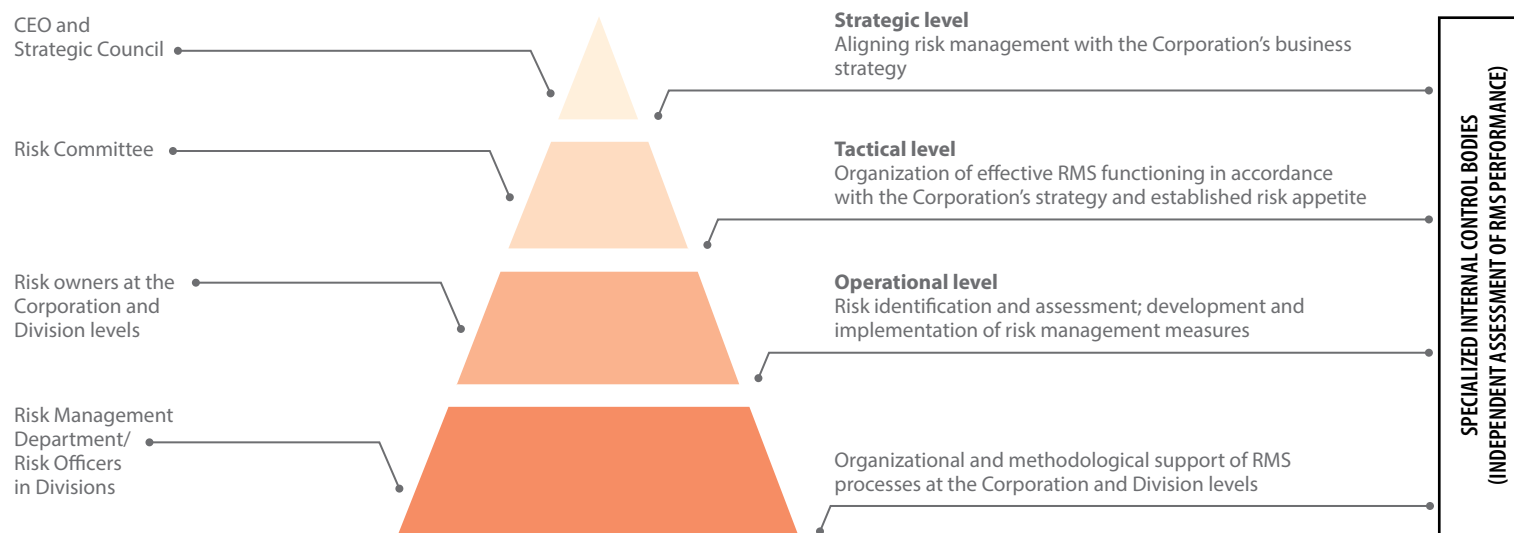 CEO and
Strategic Council
Strategic level
Aligning risk management with the Corporation’s business
strategy
Risk Committee
Tactical level
Organization of effective RMS functioning in accordance
with the Corporation’s strategy and established risk appetite
Risk owners at the
Corporation and
Division levels
Operational level
Risk identification and assessment; development and
implementation of risk management measures
Risk Management
Department/
Risk Officers
in Divisions
Organizational and methodological support of RMS
processes at the Corporation and Division levels
SPECIALIZED INTERNAL CONTROL BODIES
(INDEPENDENT ASSESSMENT OF RMS PERFORMANCE)